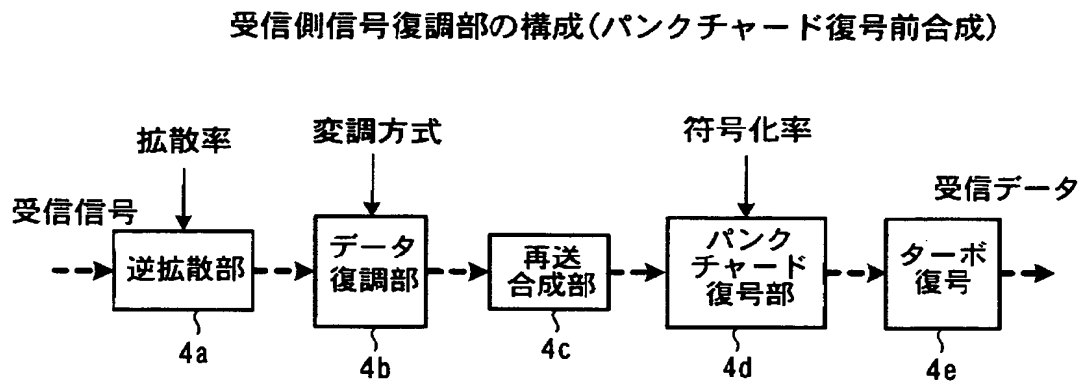 受信側信号復調部の構成(パンクチャード復号前合成)
拡散率
変調方式
符号化率
受信信号
受信データ
逆拡散部
データ
復調部
再送
合成部
パンク
チャード
復号部
ターボ
復号
4a
4b
4c
4d
4e